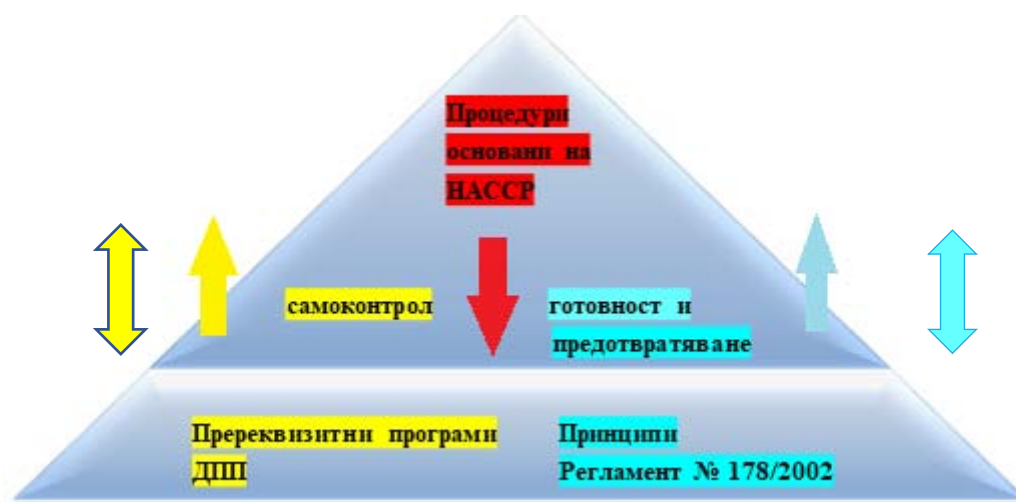 Процедури
основани на
НАССР
самоконтрол
готовност и
предотвратяване
Пререквизитни програми
ДПП
Принципи
Регламент № 178/2002